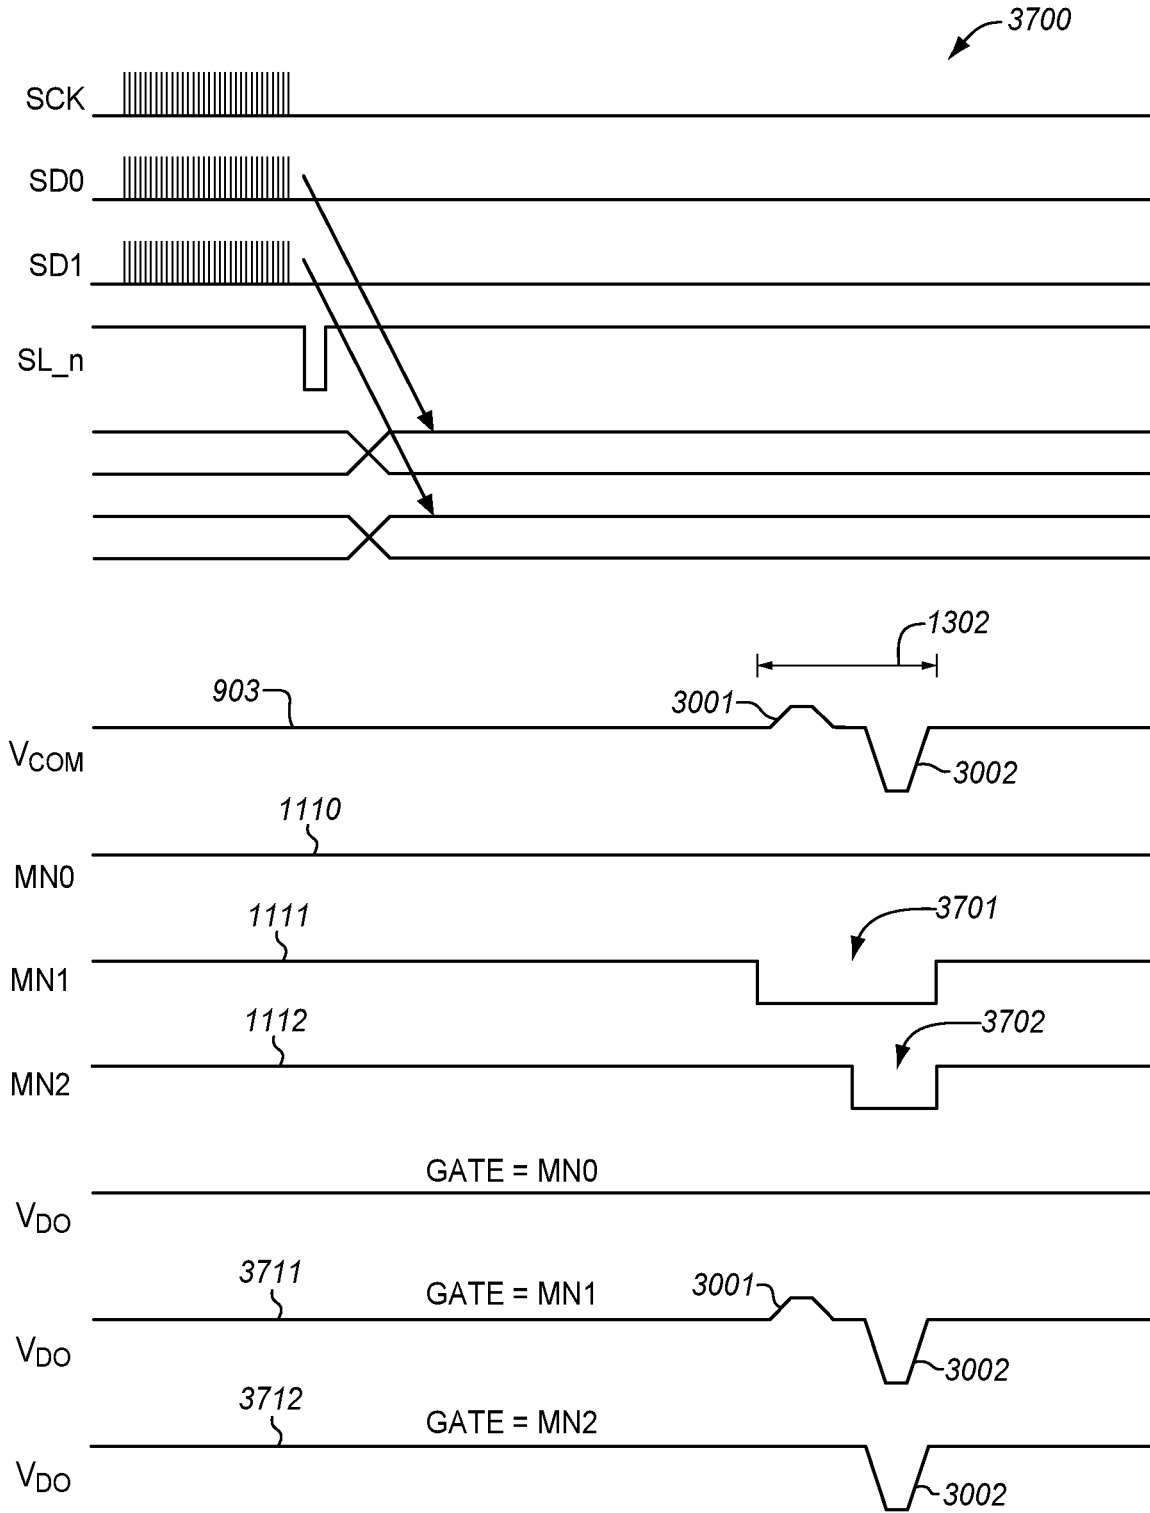 3700
SCK
SD0
SD1
SL_n
1302
903
3001
VCOM
3002
1110
MN0
1111
3701
MN1
1112
3702
MN2
GATE = MN0
VDO
3711
GATE = MN1
3001
VDO
3002
3712
GATE = MN2
VDO
3002